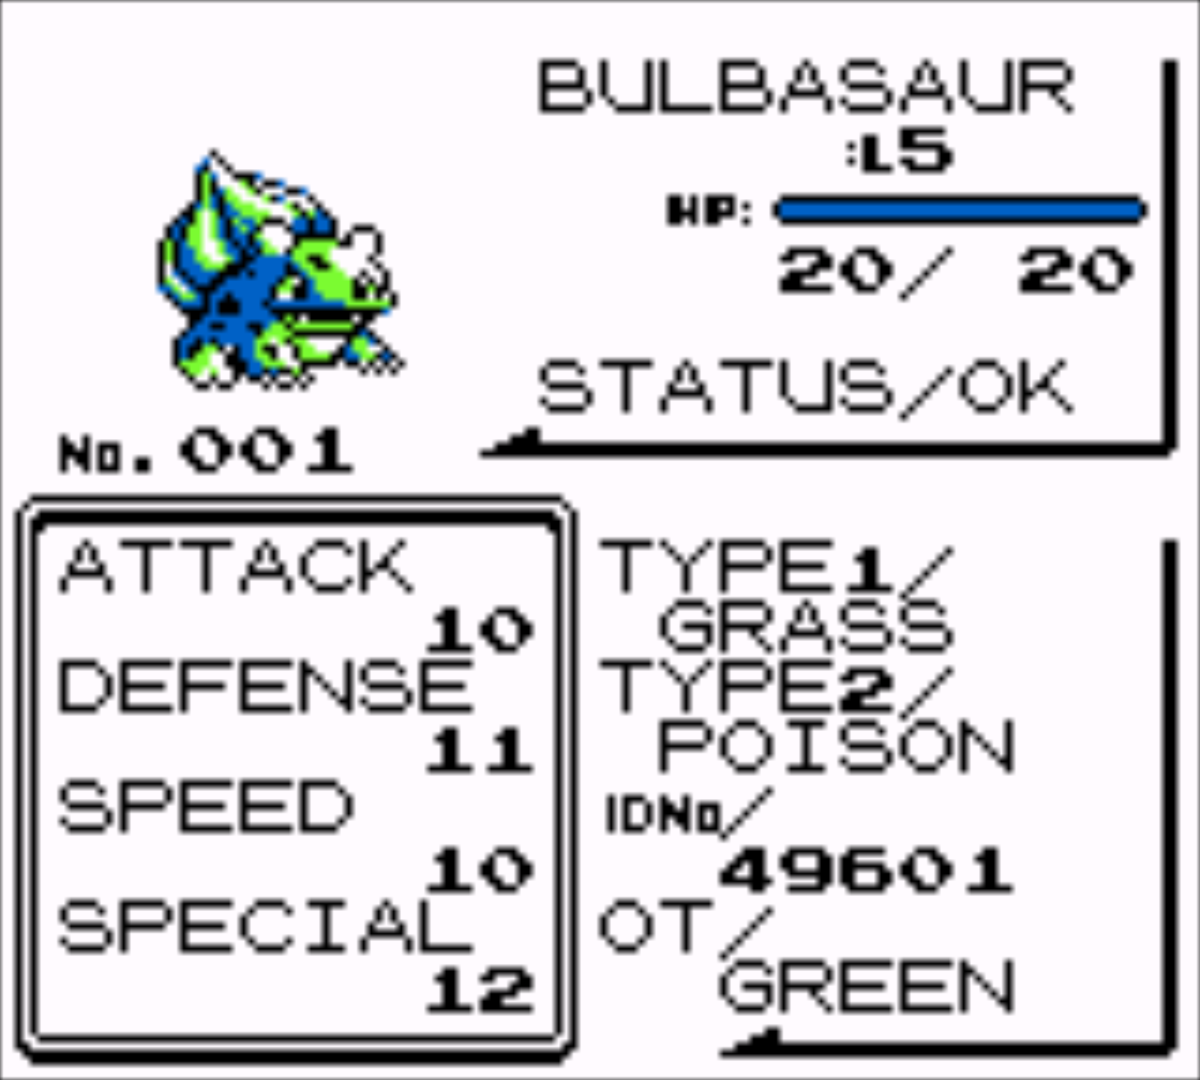 BULBASAUR
:L5
HP:
20/ 20
STATUS/OK
No.001
ATTACK
10
DEFENSE
11
SPEED
10
SPECIAL
12
TYPE1/
GRASS
TYPE2/
POISON
IDNo/
49601
OT/
GREEN